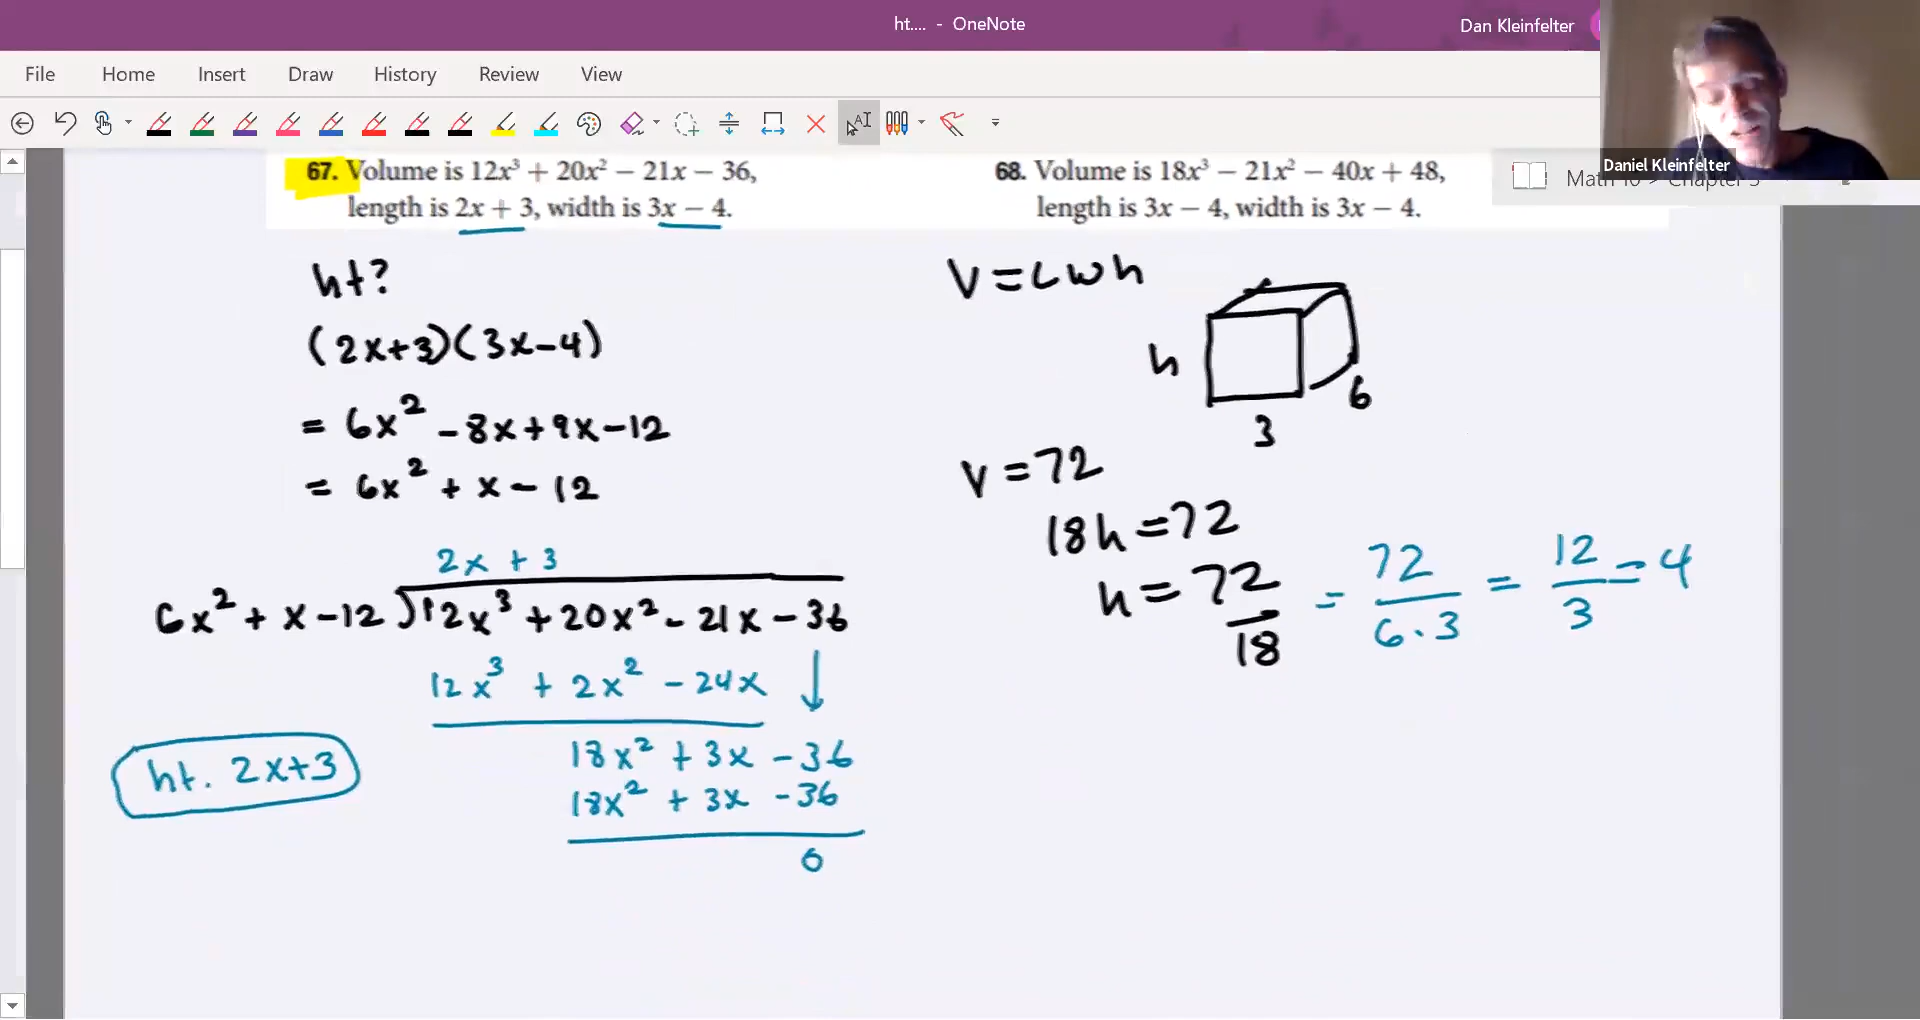 ht.... - OneNote
Dan Kleinfelter
File Home Insert Draw History Review View
Daniel Kleinfelter
67. Volume is 12x³ + 20x² − 21x − 36,
length is 2x + 3, width is 3x − 4.
68. Volume is 18x³ − 21x² − 40x + 48,
length is 3x − 4, width is 3x − 4.
Math 10 > Chapter
ht?
(2x+3)(3x−4)
= 6x² − 8x + 9x − 12
= 6x² + x − 12
2x + 3
6x² + x − 12 ) 12x³ + 20x² − 21x − 36
12x³ + 2x² − 24x ↓
18x² + 3x − 36
18x² + 3x − 36
0
ht. 2x+3
V = LWh
h
3
6
V = 72
18h = 72
h = 72/18 = 72/6·3 = 12/3 = 4